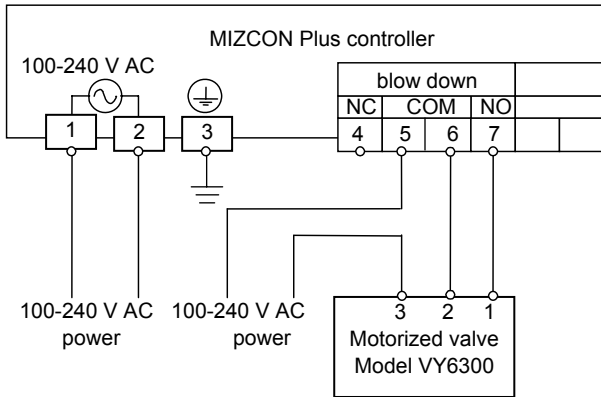 MIZCON Plus controller
100-240 V AC
blow down
NC COM NO
1 2 3 4 5 6 7
100-240 V AC 100-240 V AC
power power
3 2 1
Motorized valve
Model VY6300